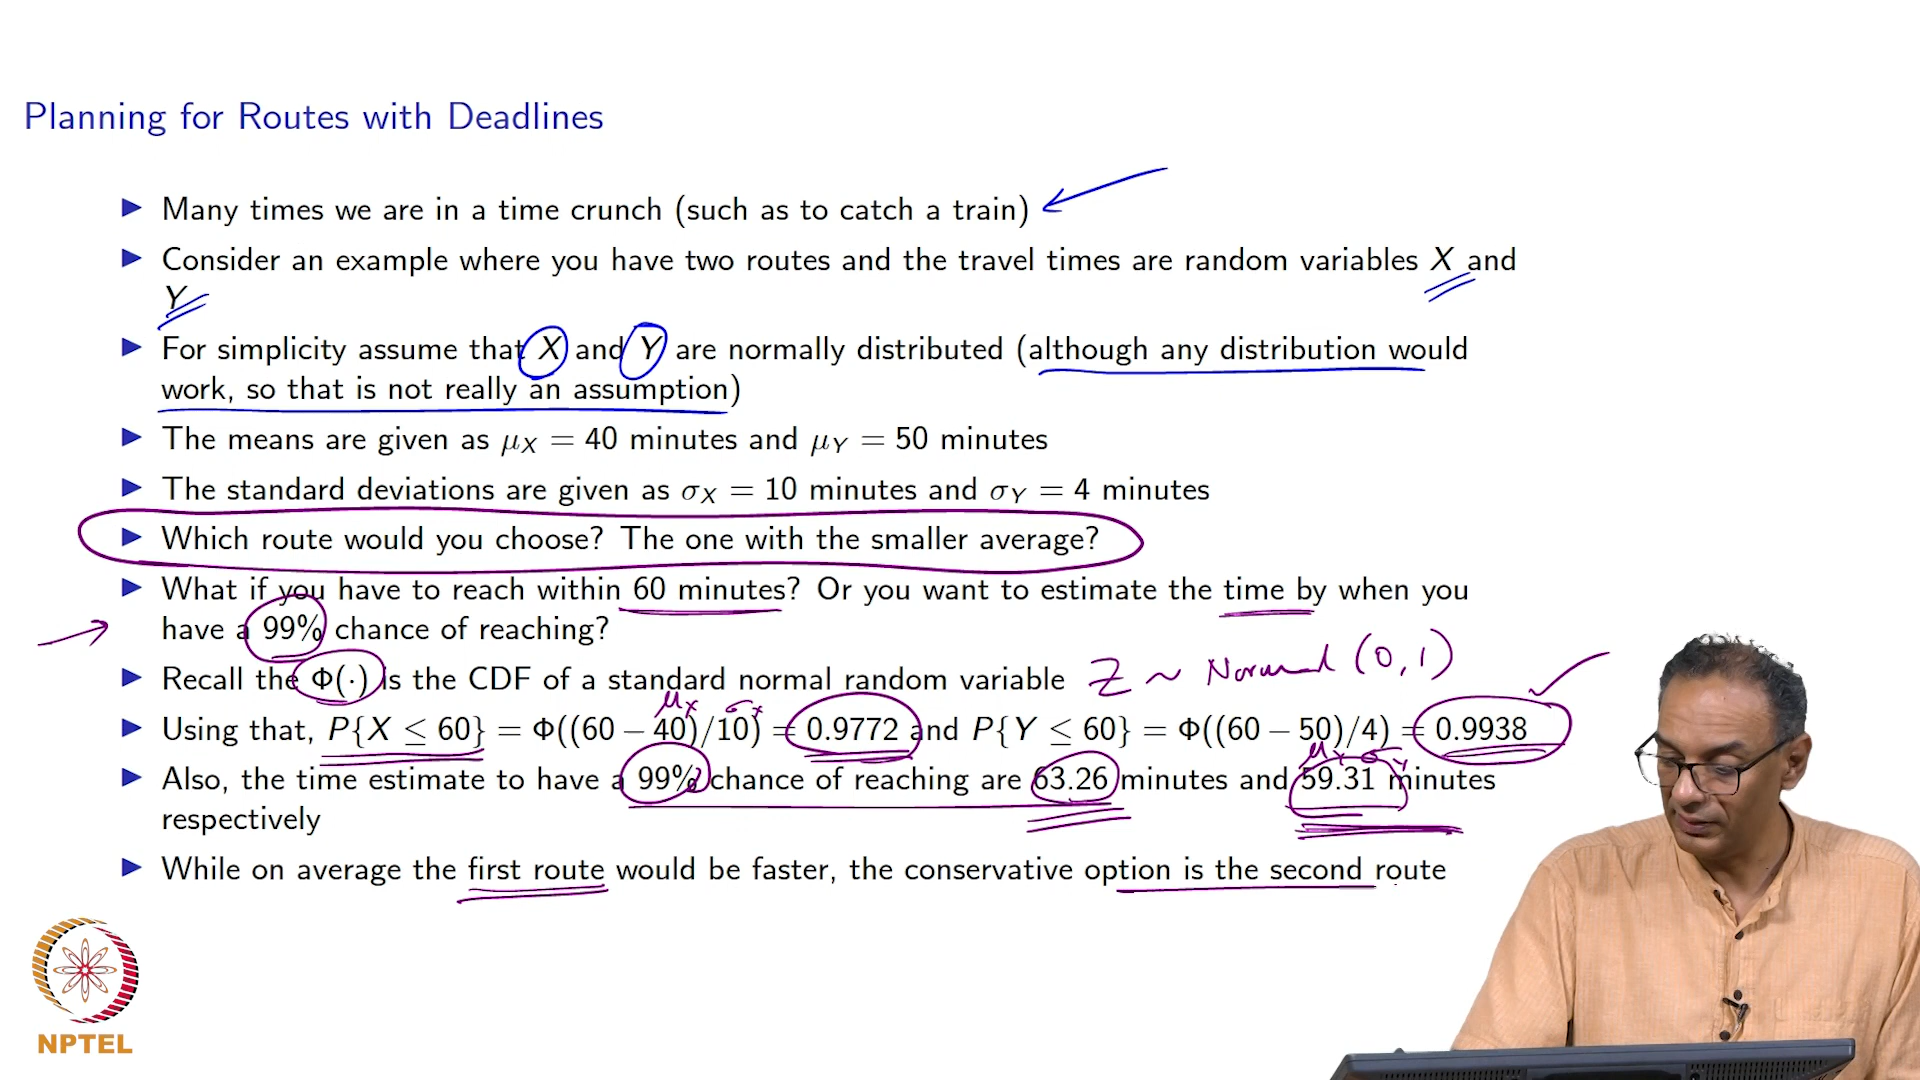 Planning for Routes with Deadlines
▶ Many times we are in a time crunch (such as to catch a train)
▶ Consider an example where you have two routes and the travel times are random variables X and
Y
▶ For simplicity assume that X and Y are normally distributed (although any distribution would
work, so that is not really an assumption)
▶ The means are given as μX = 40 minutes and μY = 50 minutes
▶ The standard deviations are given as σX = 10 minutes and σY = 4 minutes
▶ Which route would you choose? The one with the smaller average?
▶ What if you have to reach within 60 minutes? Or you want to estimate the time by when you
have a 99% chance of reaching?
▶ Recall the Φ(·) is the CDF of a standard normal random variable Z ~ Normal (0,1)
μx σx
▶ Using that, P{X ≤ 60} = Φ((60 − 40)/10) = 0.9772 and P{Y ≤ 60} = Φ((60 − 50)/4) = 0.9938
μY σY
▶ Also, the time estimate to have a 99% chance of reaching are 63.26 minutes and 59.31 minutes
respectively
▶ While on average the first route would be faster, the conservative option is the second route
NPTEL